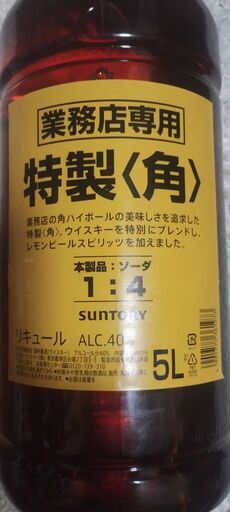 業務店専用
特製〈角〉
業務店の角ハイボールの美味しさを追求した
特製〈角〉。ウイスキーを特別にブレンドし、
レモンピールスピリッツを加えました。
本製品：ソーダ
1：4
SUNTORY
リキュール ALC.40%
5L